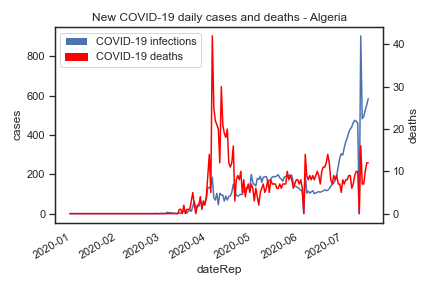 New COVID-19 daily cases and deaths - Algeria
COVID-19 infections
COVID-19 deaths
cases
800
600
400
200
0
deaths
40
30
20
10
0
2020-01
2020-02
2020-03
2020-04
2020-05
2020-06
2020-07
dateRep